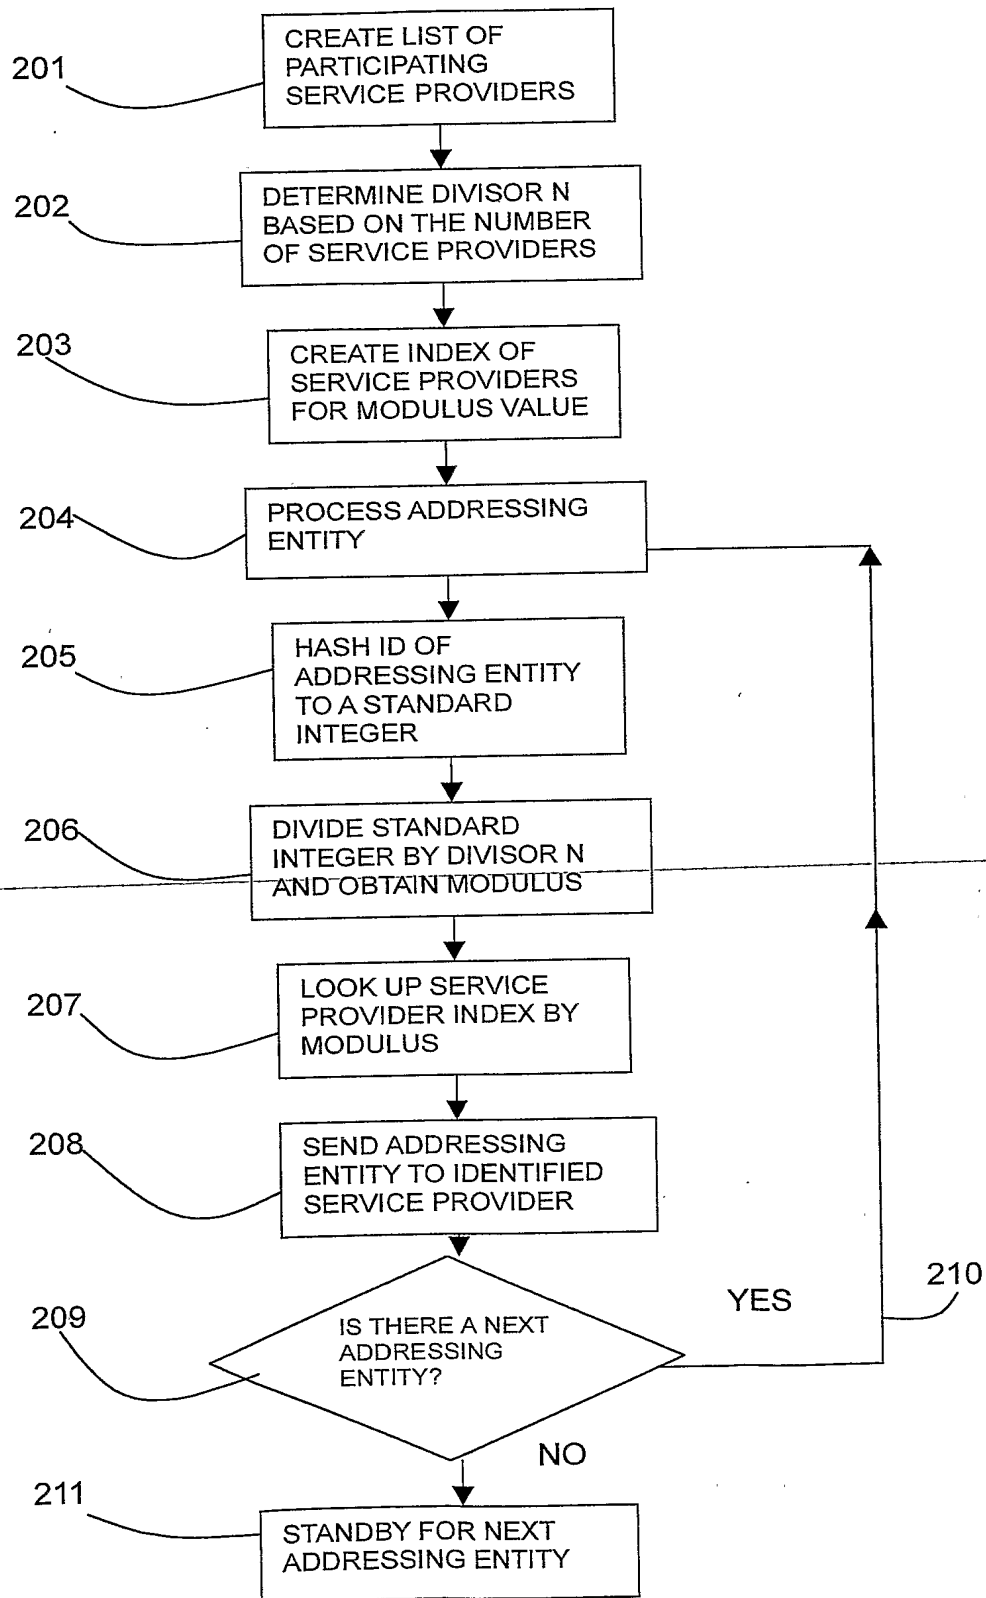 CREATE LIST OF
PARTICIPATING
SERVICE PROVIDERS
201
DETERMINE DIVISOR N
BASED ON THE NUMBER
OF SERVICE PROVIDERS
202
CREATE INDEX OF
SERVICE PROVIDERS
FOR MODULUS VALUE
203
PROCESS ADDRESSING
ENTITY
204
HASH ID OF
ADDRESSING ENTITY
TO A STANDARD
INTEGER
205
DIVIDE STANDARD
INTEGER BY DIVISOR N
AND OBTAIN MODULUS
206
LOOK UP SERVICE
PROVIDER INDEX BY
MODULUS
207
SEND ADDRESSING
ENTITY TO IDENTIFIED
SERVICE PROVIDER
208
IS THERE A NEXT
ADDRESSING
ENTITY?
209
YES
210
NO
STANDBY FOR NEXT
ADDRESSING ENTITY
211